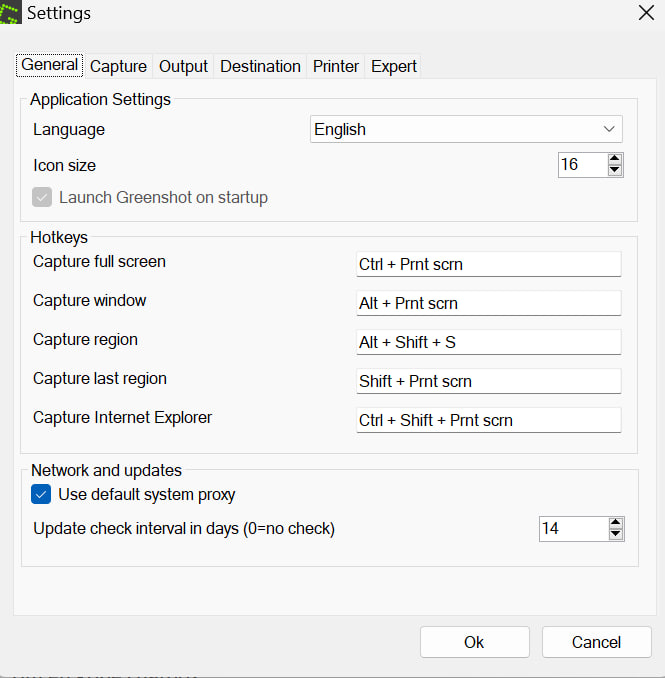 Settings
General Capture Output Destination Printer Expert
Application Settings
Language English
Icon size 16
Launch Greenshot on startup
Hotkeys
Capture full screen Ctrl + Prnt scrn
Capture window Alt + Prnt scrn
Capture region Alt + Shift + S
Capture last region Shift + Prnt scrn
Capture Internet Explorer Ctrl + Shift + Prnt scrn
Network and updates
Use default system proxy
Update check interval in days (0=no check) 14
Ok Cancel